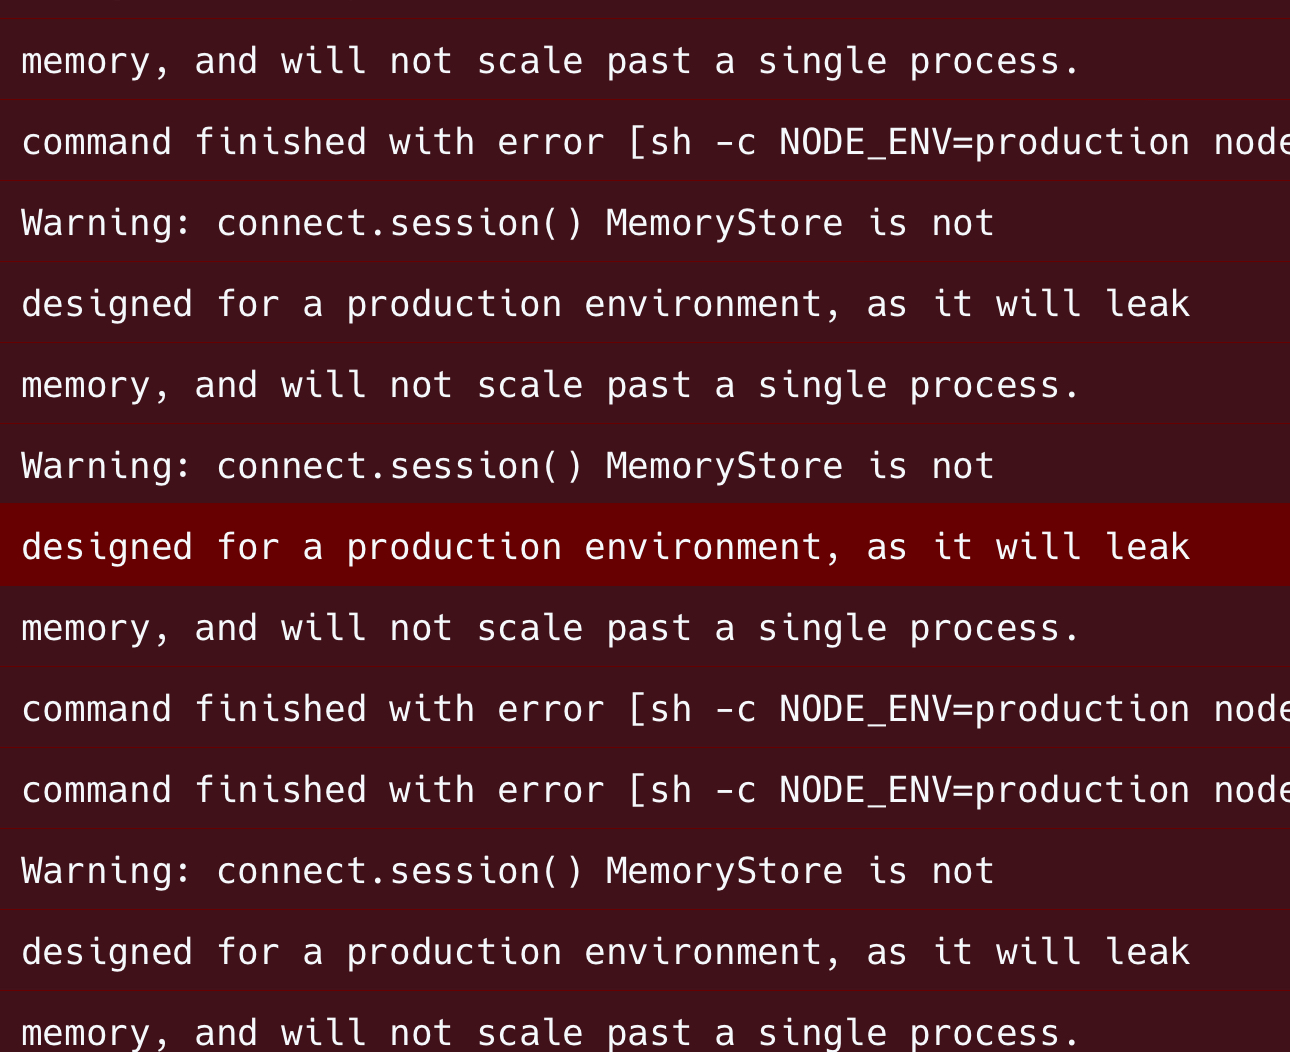 memory, and will not scale past a single process.
command finished with error [sh -c NODE_ENV=production node
Warning: connect.session() MemoryStore is not
designed for a production environment, as it will leak
memory, and will not scale past a single process.
Warning: connect.session() MemoryStore is not
designed for a production environment, as it will leak
memory, and will not scale past a single process.
command finished with error [sh -c NODE_ENV=production node
command finished with error [sh -c NODE_ENV=production node
Warning: connect.session() MemoryStore is not
designed for a production environment, as it will leak
memory, and will not scale past a single process.